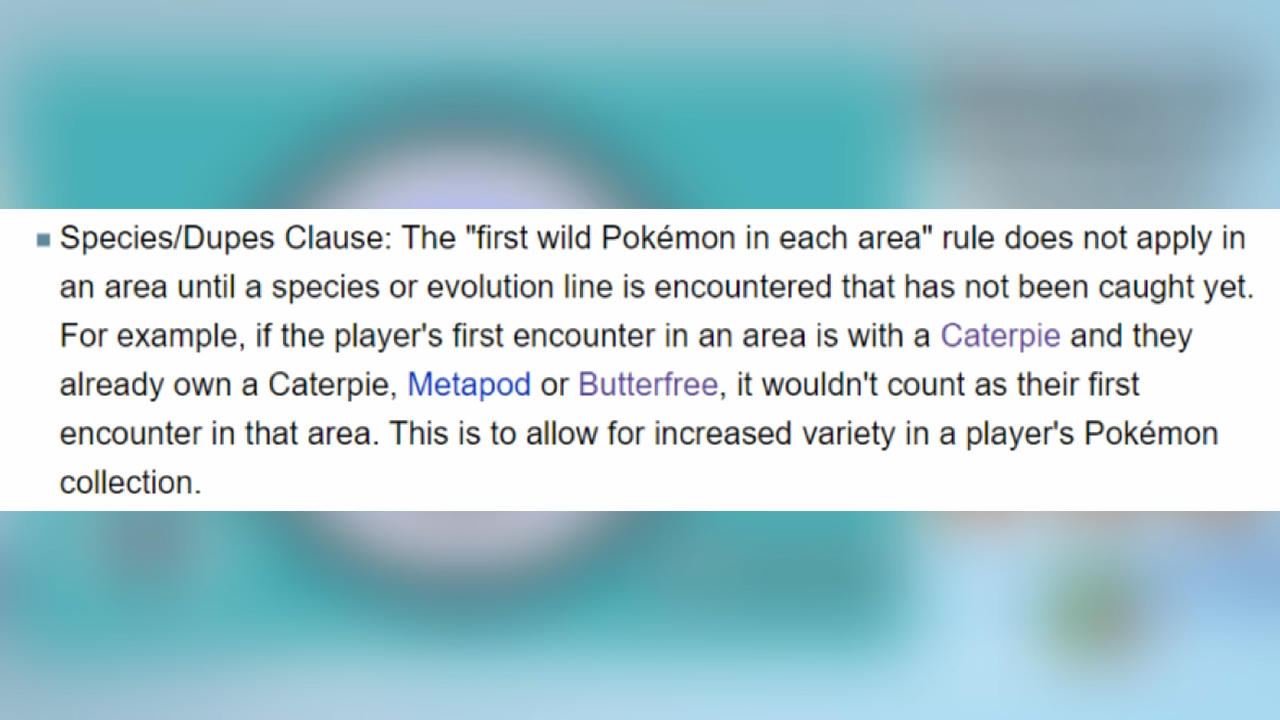 Species/Dupes Clause: The "first wild Pokémon in each area" rule does not apply in
an area until a species or evolution line is encountered that has not been caught yet.
For example, if the player's first encounter in an area is with a Caterpie and they
already own a Caterpie, Metapod or Butterfree, it wouldn't count as their first
encounter in that area. This is to allow for increased variety in a player's Pokémon
collection.